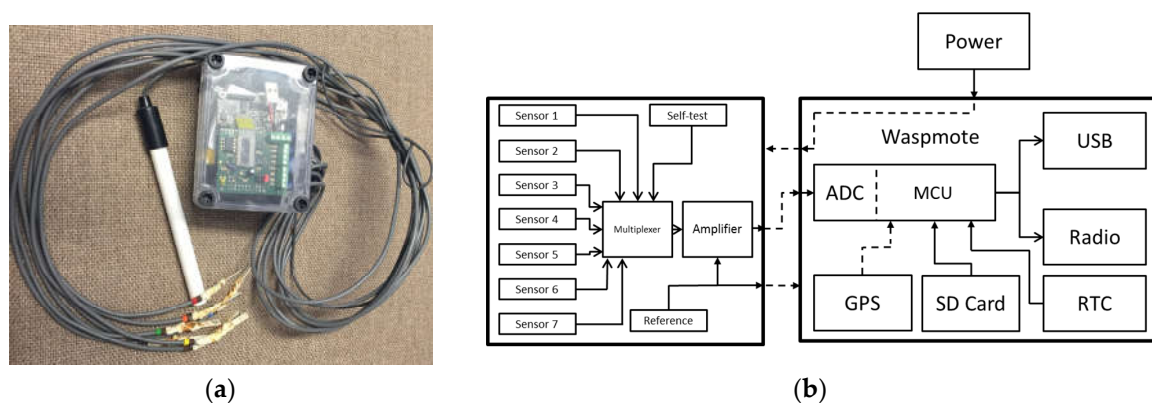 Power
Sensor 1
Self-test
Sensor 2
Waspmote
USB
Sensor 3
ADC
MCU
Sensor 4
Multiplexer
Amplifier
Radio
Sensor 5
Sensor 6
GPS
SD Card
RTC
Sensor 7
Reference
(a)
(b)